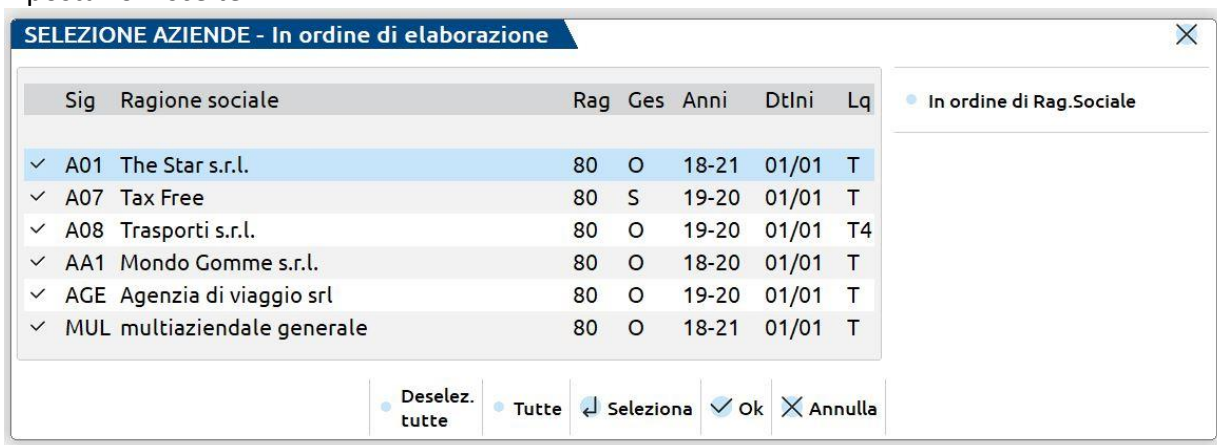 SELEZIONE AZIENDE - In ordine di elaborazione
Sig Ragione sociale Rag Ges Anni DtIni Lq
In ordine di Rag.Sociale
A01 The Star s.r.l. 80 O 18-21 01/01 T
A07 Tax Free 80 S 19-20 01/01 T
A08 Trasporti s.r.l. 80 O 19-20 01/01 T4
AA1 Mondo Gomme s.r.l. 80 O 18-20 01/01 T
AGE Agenzia di viaggio srl 80 O 19-20 01/01 T
MUL multiaziendale generale 80 O 18-21 01/01 T
Deselez.
tutte
Tutte
Seleziona
Ok
Annulla